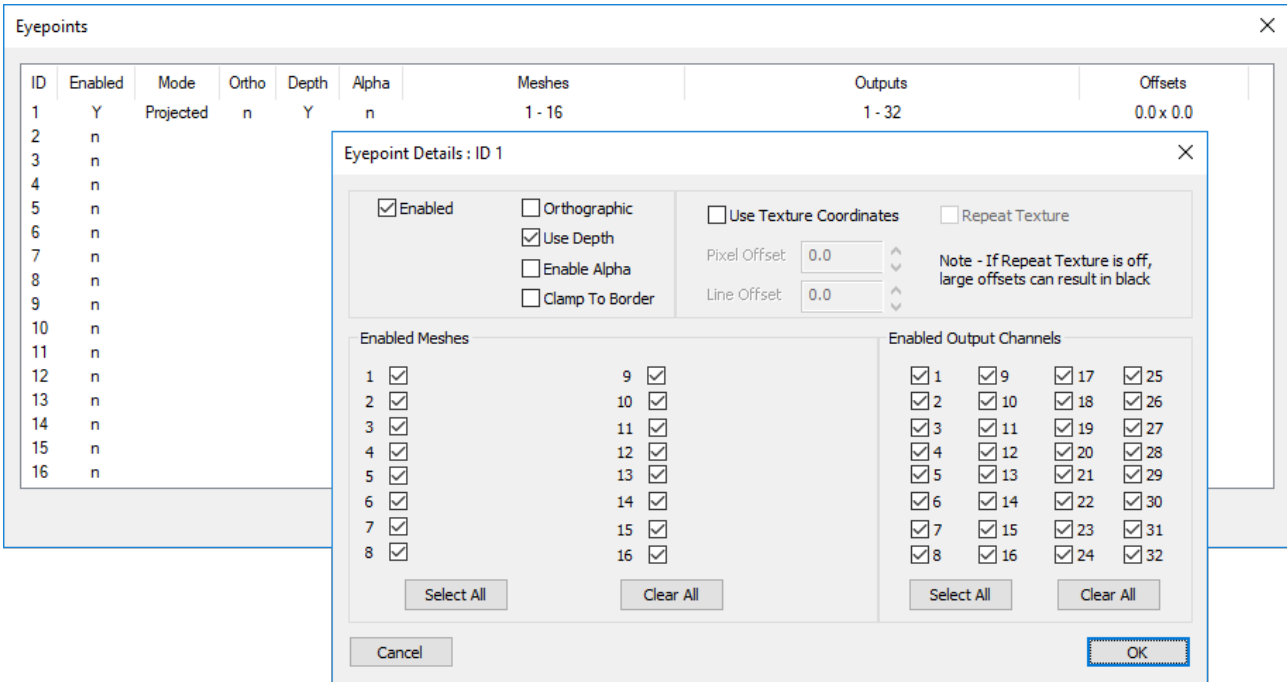 Eyepoints
ID Enabled Mode Ortho Depth Alpha Meshes Outputs Offsets
1 Y Projected n Y n 1 - 16 1 - 32 0.0 x 0.0
2 n
3 n
4 n
5 n
6 n
7 n
8 n
9 n
10 n
11 n
12 n
13 n
14 n
15 n
16 n
Eyepoint Details : ID 1
Enabled
Orthographic
Use Depth
Enable Alpha
Clamp To Border
Use Texture Coordinates Repeat Texture
Pixel Offset 0.0
Line Offset 0.0
Note - If Repeat Texture is off,
large offsets can result in black
Enabled Meshes
1 9
2 10
3 11
4 12
5 13
6 14
7 15
8 16
Select All Clear All
Enabled Output Channels
1 9 17 25
2 10 18 26
3 11 19 27
4 12 20 28
5 13 21 29
6 14 22 30
7 15 23 31
8 16 24 32
Select All Clear All
Cancel OK